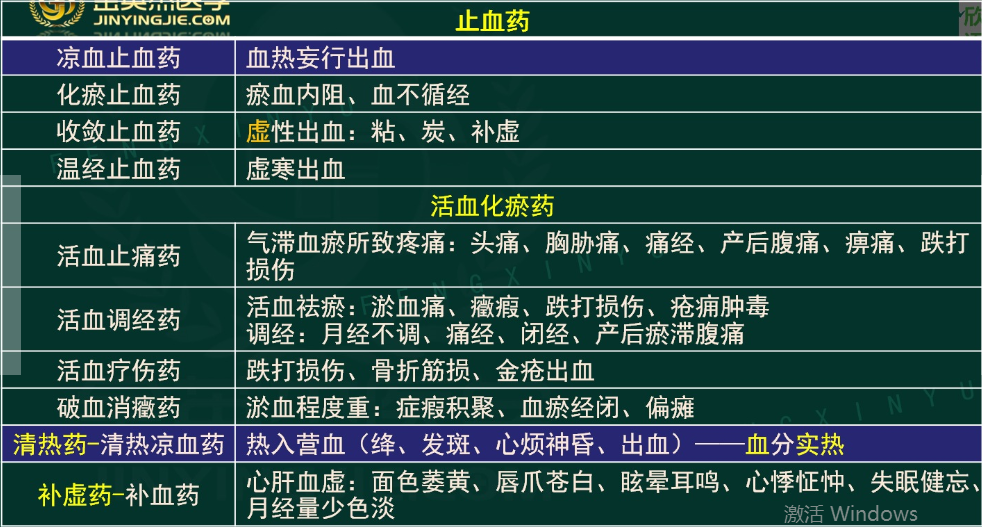 JINYINGJIE.COM
止血药
凉血止血药 血热妄行出血
化瘀止血药 瘀血内阻、血不循经
收敛止血药 虚性出血：粘、炭、补虚
温经止血药 虚寒出血
活血化瘀药
活血止痛药 气滞血瘀所致疼痛：头痛、胸胁痛、痛经、产后腹痛、痹痛、跌打
损伤
活血调经药 活血祛瘀：淤血痛、癥瘕、跌打损伤、疮痈肿毒
调经：月经不调、痛经、闭经、产后瘀滞腹痛
活血疗伤药 跌打损伤、骨折筋损、金疮出血
破血消癥药 淤血程度重：症瘕积聚、血瘀经闭、偏瘫
清热药-清热凉血药 热入营血（绛、发斑、心烦神昏、出血）——血分实热
补虚药-补血药 心肝血虚：面色萎黄、唇爪苍白、眩晕耳鸣、心悸怔忡、失眠健忘、
月经量少色淡
激活 Windows
FENGXINYU